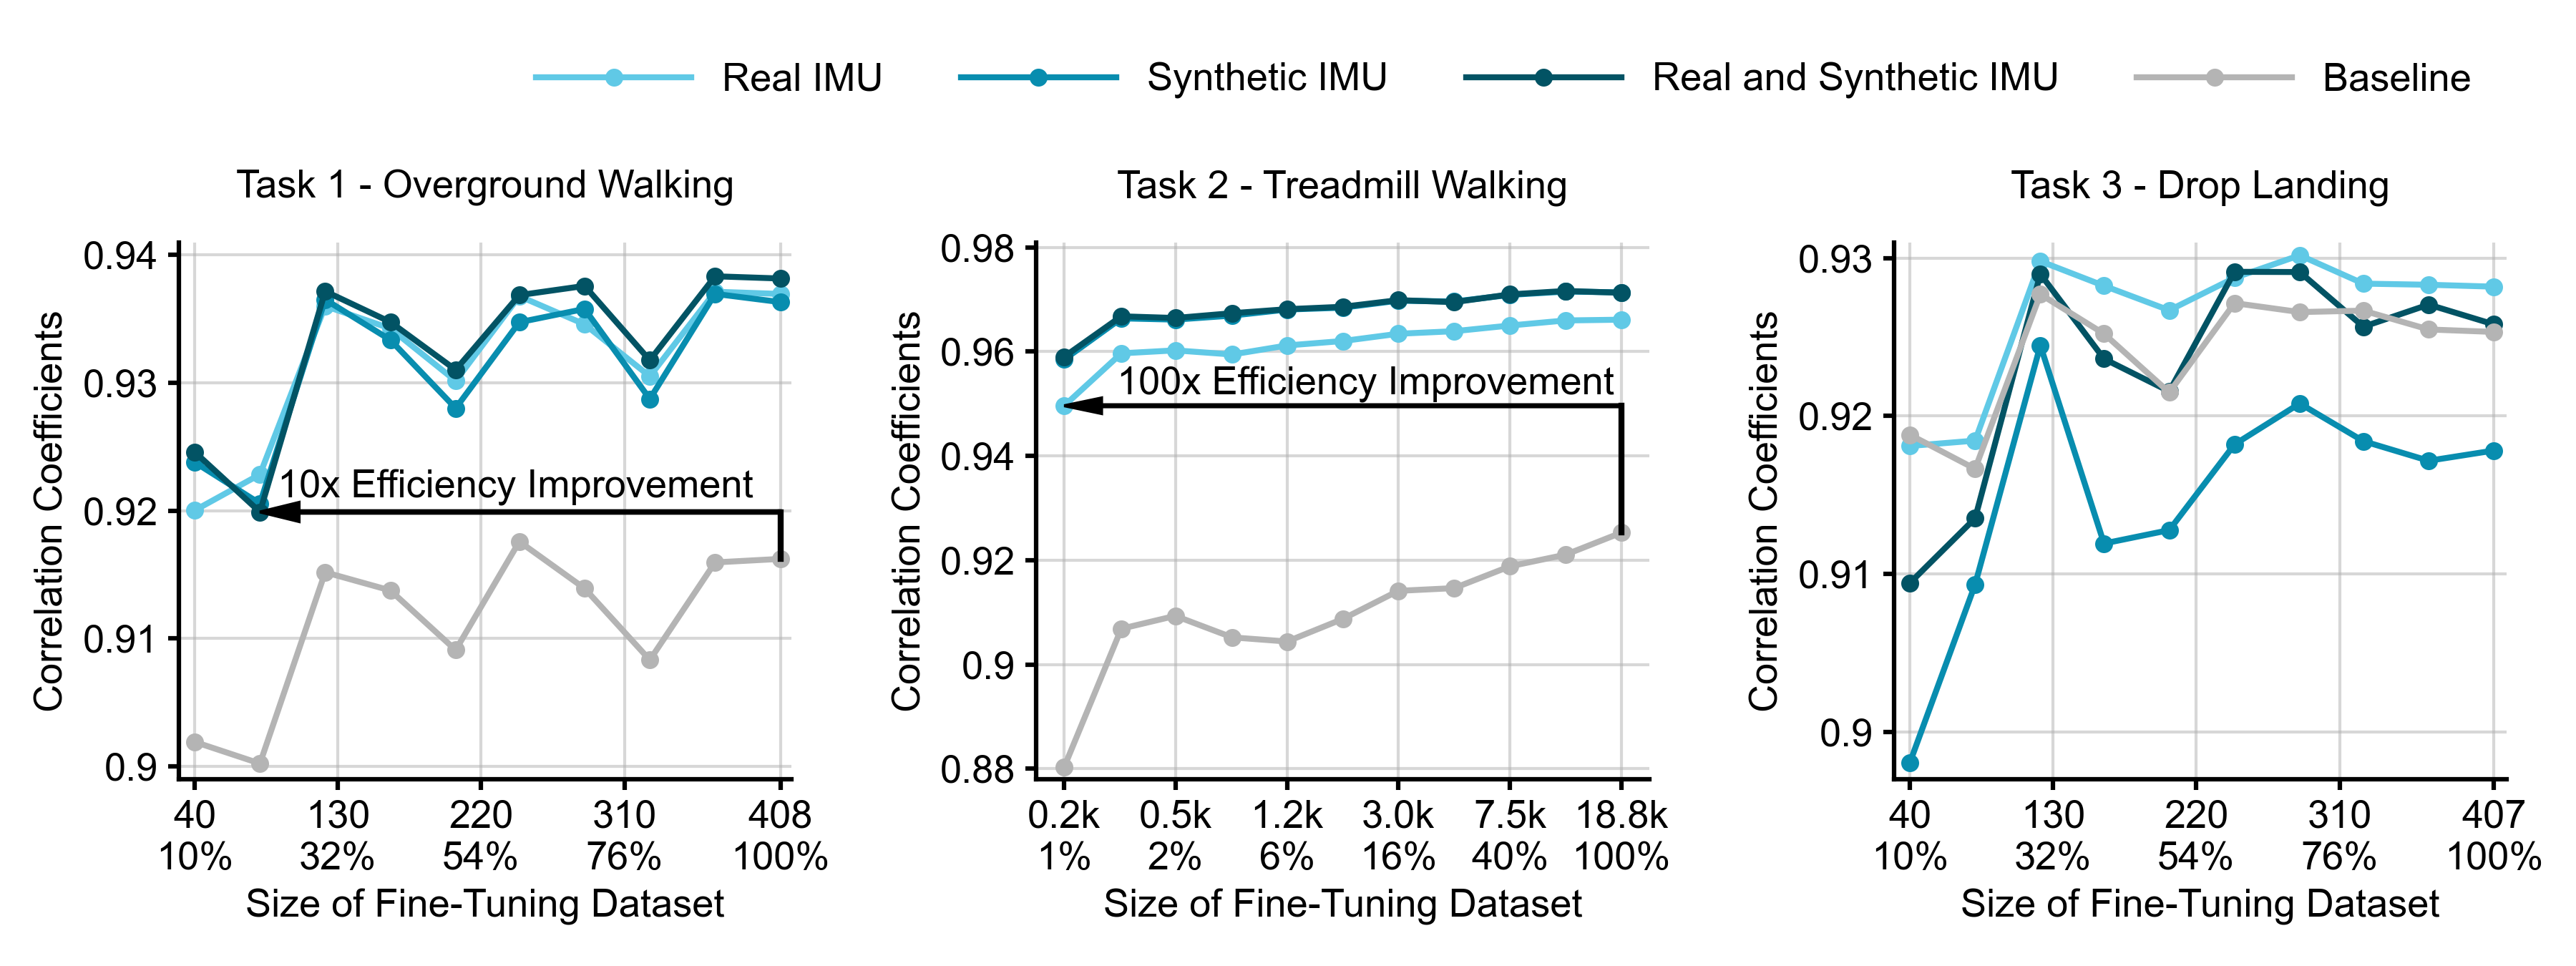 Real IMU Synthetic IMU Real and Synthetic IMU Baseline
Task 1 - Overground Walking
Correlation Coefficients
0.94
0.93
0.92
0.91
0.9
10x Efficiency Improvement
40 130 220 310 408
10% 32% 54% 76% 100%
Size of Fine-Tuning Dataset
Task 2 - Treadmill Walking
Correlation Coefficients
0.98
0.96
0.94
0.92
0.9
0.88
100x Efficiency Improvement
0.2k 0.5k 1.2k 3.0k 7.5k 18.8k
1% 2% 6% 16% 40% 100%
Size of Fine-Tuning Dataset
Task 3 - Drop Landing
Correlation Coefficients
0.93
0.92
0.91
0.9
40 130 220 310 407
10% 32% 54% 76% 100%
Size of Fine-Tuning Dataset